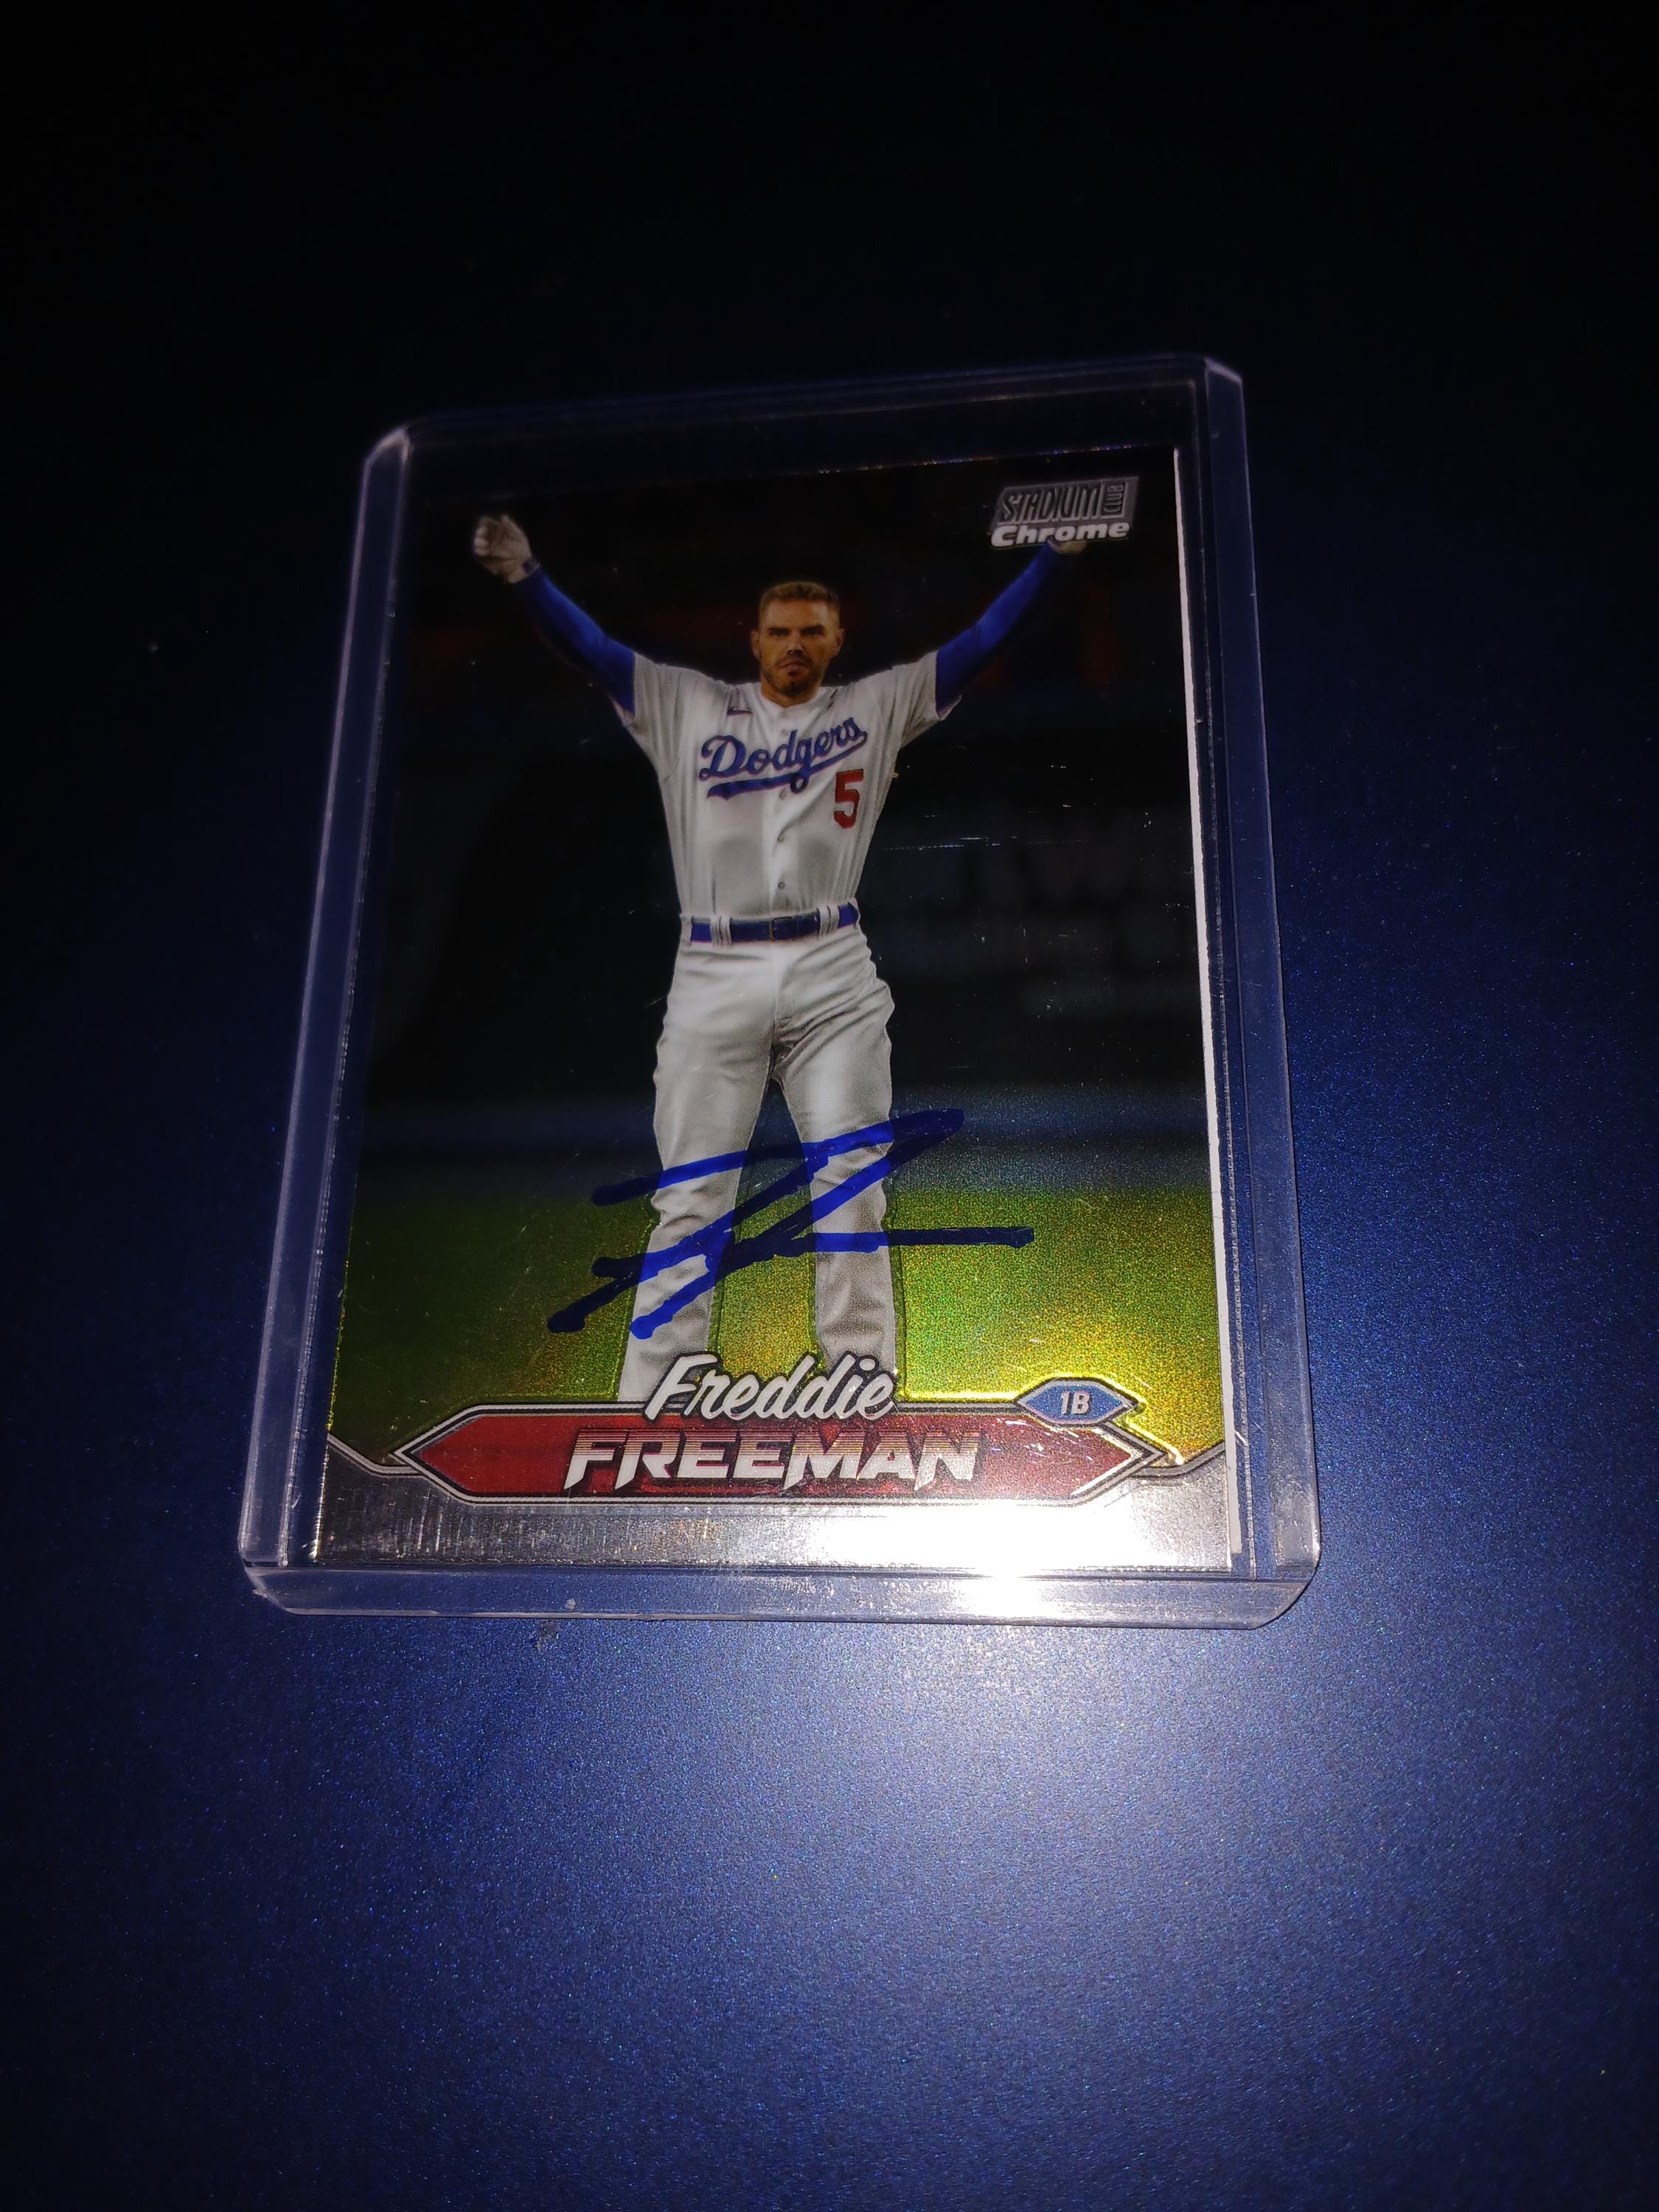 STADIUM CLUB
Chrome
Dodgers
5
Freddie
1B
FREEMAN